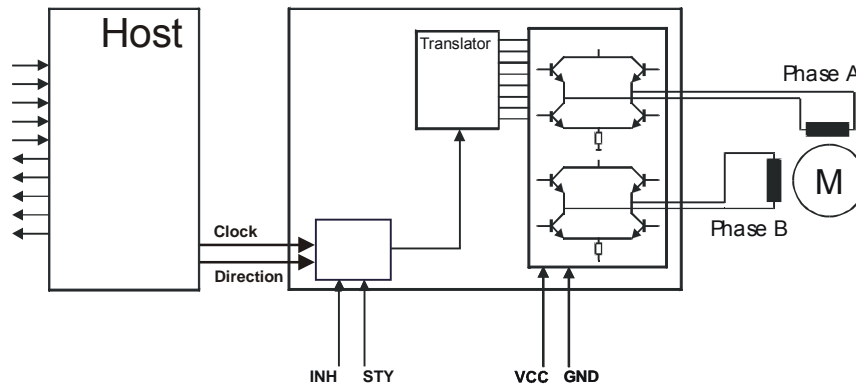 Host
Translator
Phase A
M
Phase B
Clock
Direction
INH STY VCC GND